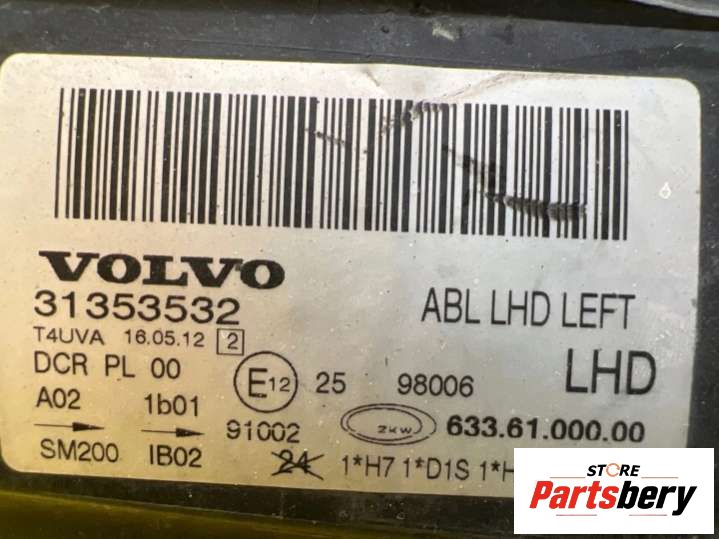 VOLVO
31353532
ABL LHD LEFT
T4UVA 16.05.12 2
DCR PL 00
E12 25 98006 LHD
A02 1b01
91002 ZKW 633.61.000.00
SM200 IB02 24 1*H7 1*D1S 1*H
STORE
Partsbery